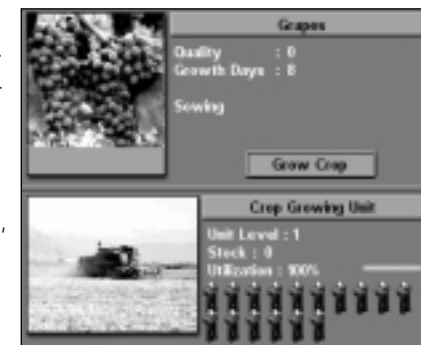 Grapes
Quality : 0
Growth Days : 8
Sowing
Grow Crop
Crop Growing Unit
Unit Level : 1
Stock : 0
Utilization : 100%